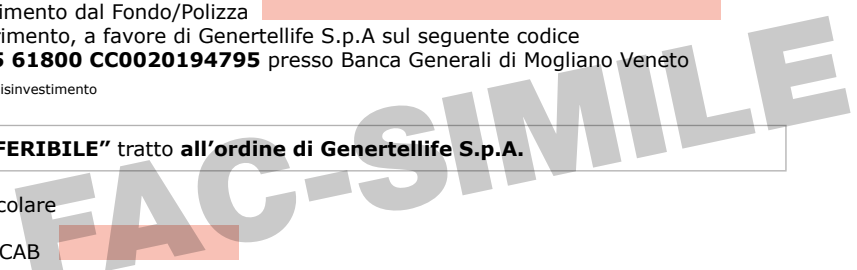 imento dal Fondo/Polizza
rimento, a favore di Genertellife S.p.A sul seguente codice
5 61800 CC0020194795 presso Banca Generali di Mogliano Veneto
isinvestimento
FERIBILE” tratto all’ordine di Genertellife S.p.A.
colare
CAB
FAC-SIMILE